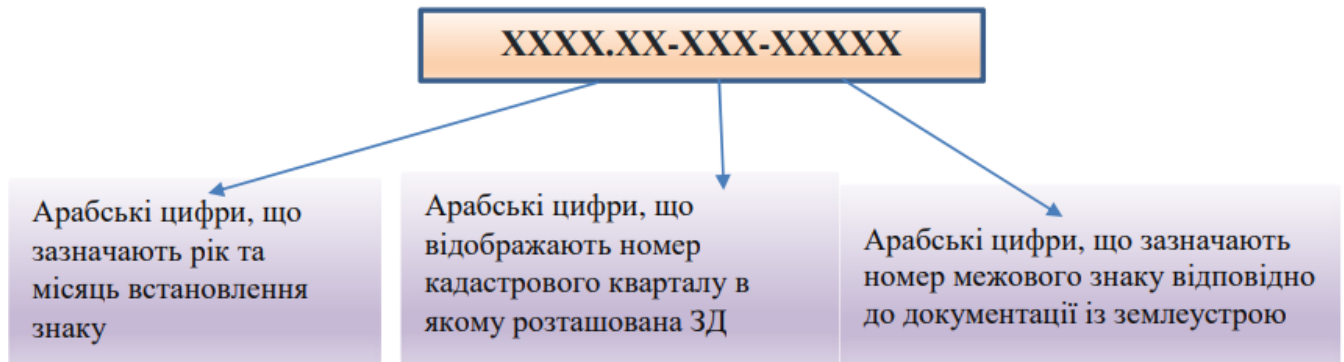 XXXX.XX-XXX-XXXXX
Арабські цифри, що
зазначають рік та
місяць встановлення
знаку
Арабські цифри, що
відображають номер
кадастрового кварталу в
якому розташована ЗД
Арабські цифри, що зазначають
номер межового знаку відповідно
до документації із землеустрою